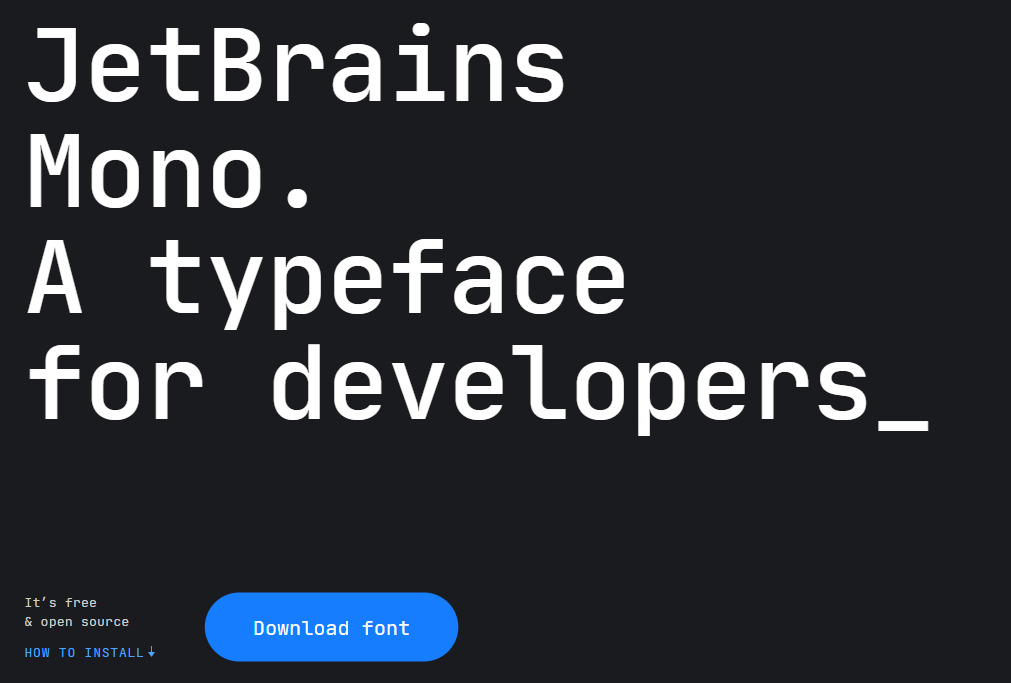 JetBrains
Mono.
A typeface
for developers_
It’s free
& open source
HOW TO INSTALL↓
Download font